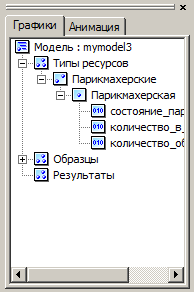 Графики Анимация
Модель : mymodel3
Типы ресурсов
Парикмахерские
Парикмахерская
состояние_пар
количество_в_
количество_об
Образцы
Результаты